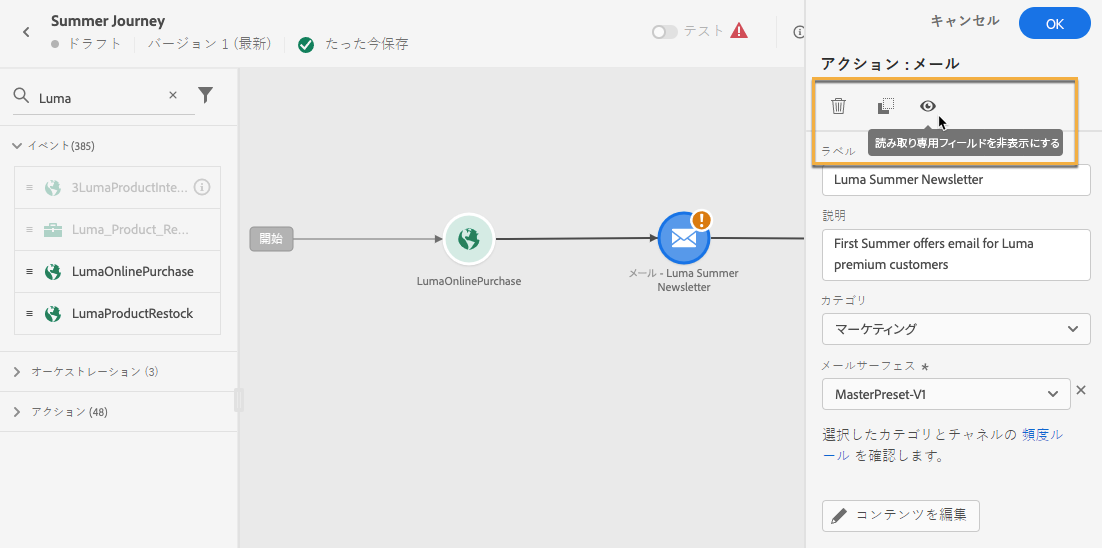 Summer Journey
ドラフト
バージョン 1 (最新)
たった今保存
テスト
キャンセル
OK
Luma
イベント(385)
3LumaProductInte...
Luma_Product_Re...
LumaOnlinePurchase
LumaProductRestock
オーケストレーション (3)
アクション (48)
開始
LumaOnlinePurchase
メール - Luma Summer
Newsletter
アクション : メール
読み取り専用フィールドを非表示にする
ラベル
Luma Summer Newsletter
説明
First Summer offers email for Luma
premium customers
カテゴリ
マーケティング
メールサーフェス *
MasterPreset-V1
選択したカテゴリとチャネルの 頻度ル
ール を確認します。
コンテンツを編集